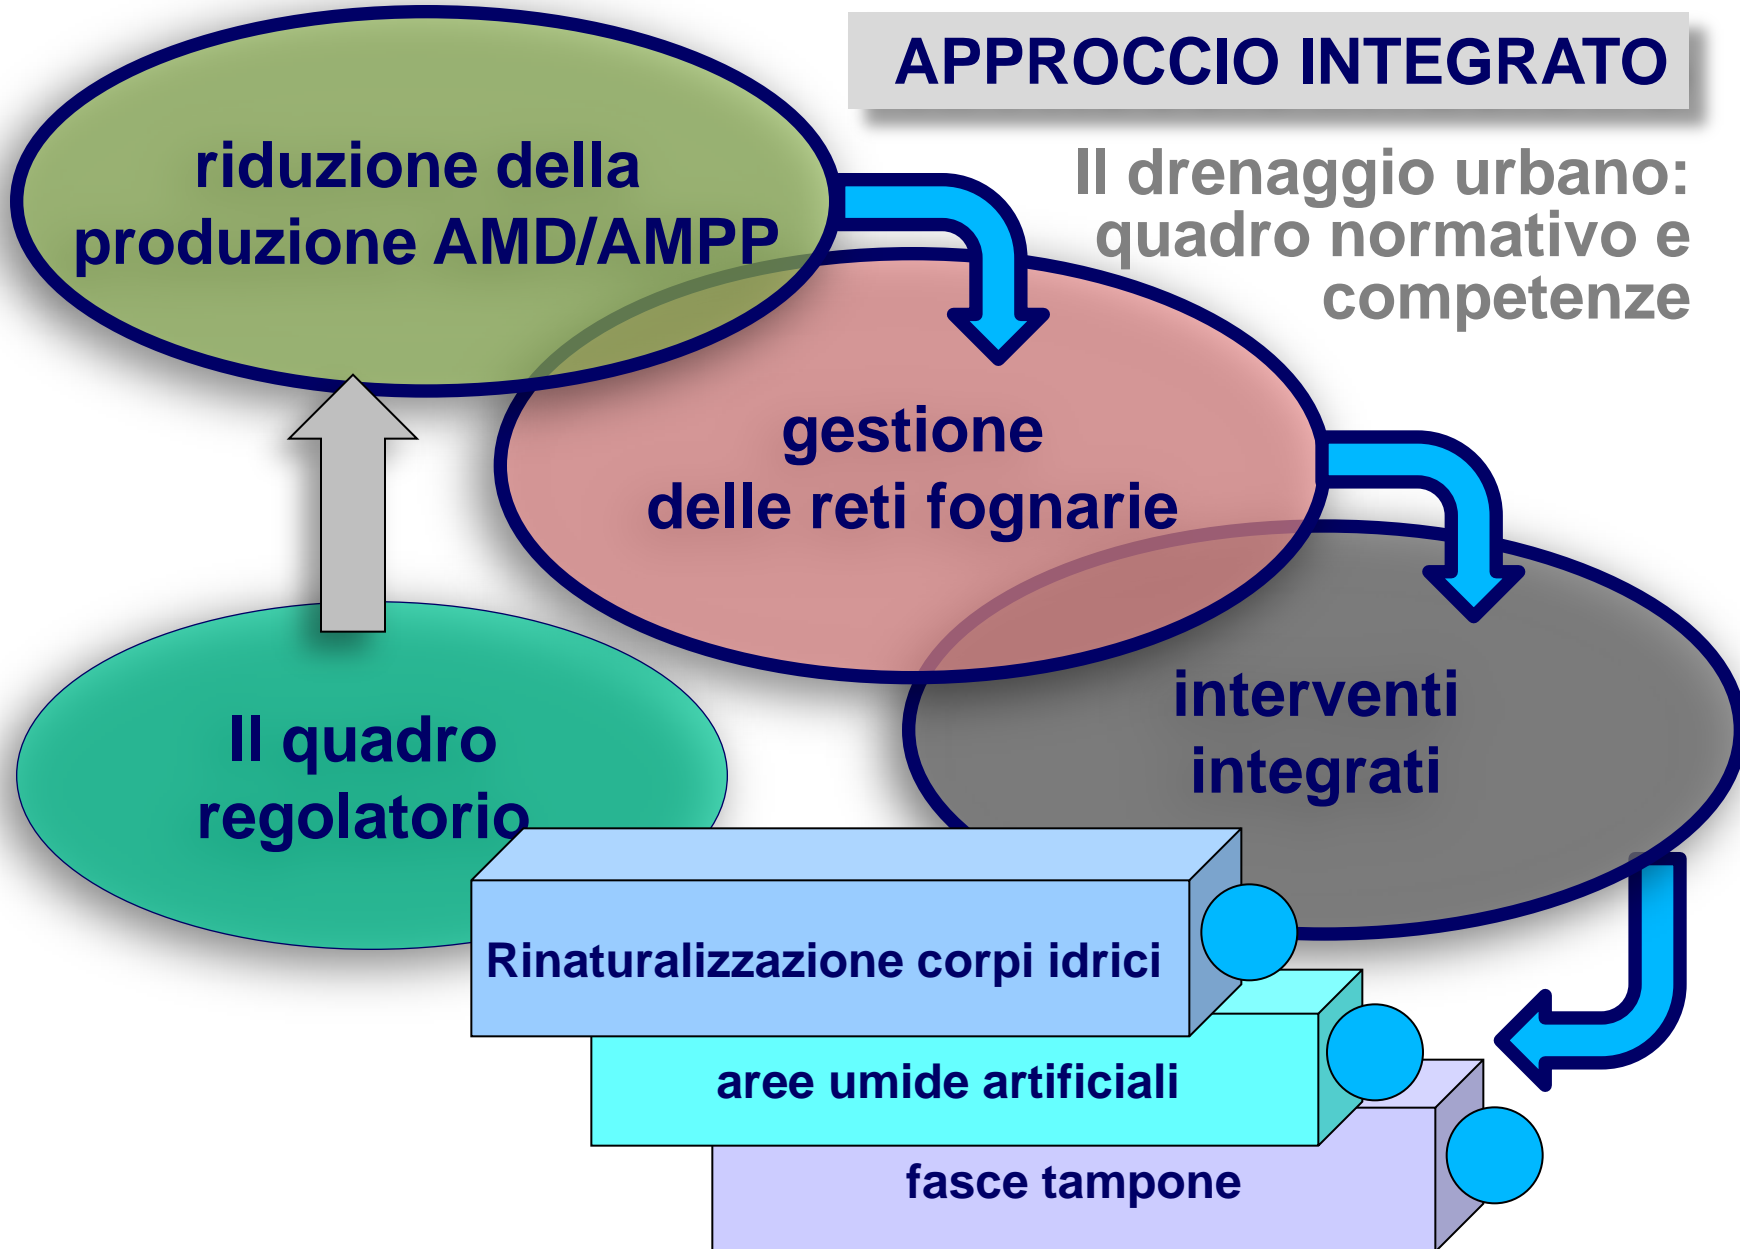 APPROCCIO INTEGRATO
Il drenaggio urbano:
quadro normativo e
competenze
riduzione della
produzione AMD/AMPP
gestione
delle reti fognarie
interventi
integrati
Il quadro
regolatorio
Rinaturalizzazione corpi idrici
aree umide artificiali
fasce tampone